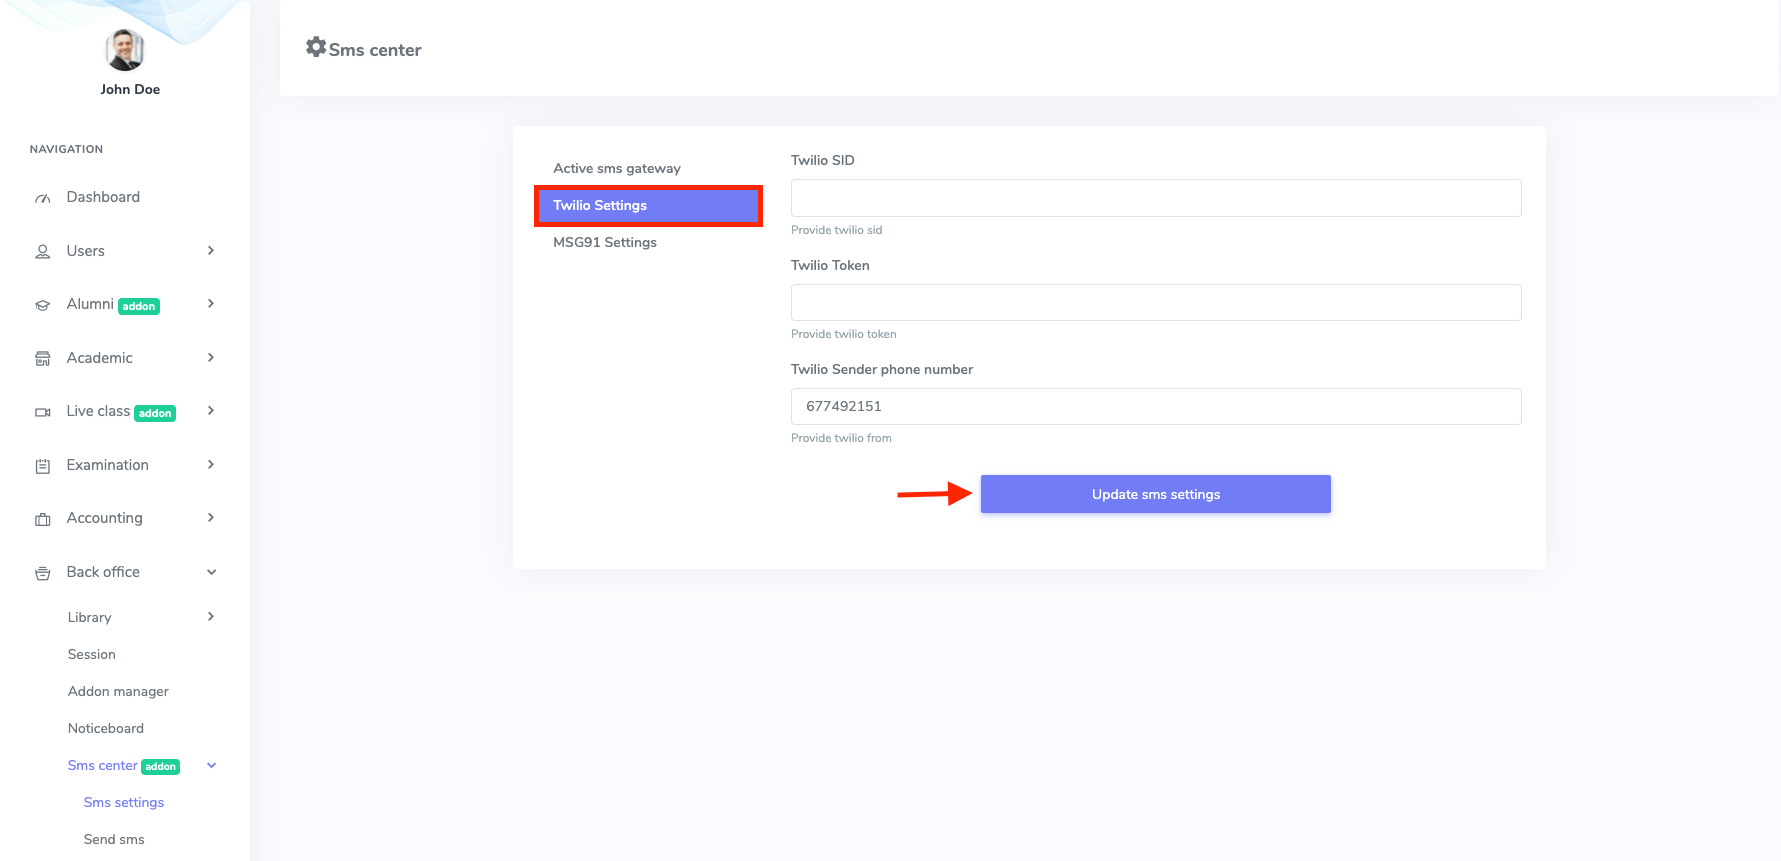 John Doe
NAVIGATION
Dashboard
Users
Alumni addon
Academic
Live class addon
Examination
Accounting
Back office
Library
Session
Addon manager
Noticeboard
Sms center addon
Sms settings
Send sms
Sms center
Active sms gateway
Twilio Settings
MSG91 Settings
Twilio SID
Provide twilio sid
Twilio Token
Provide twilio token
Twilio Sender phone number
677492151
Provide twilio from
Update sms settings